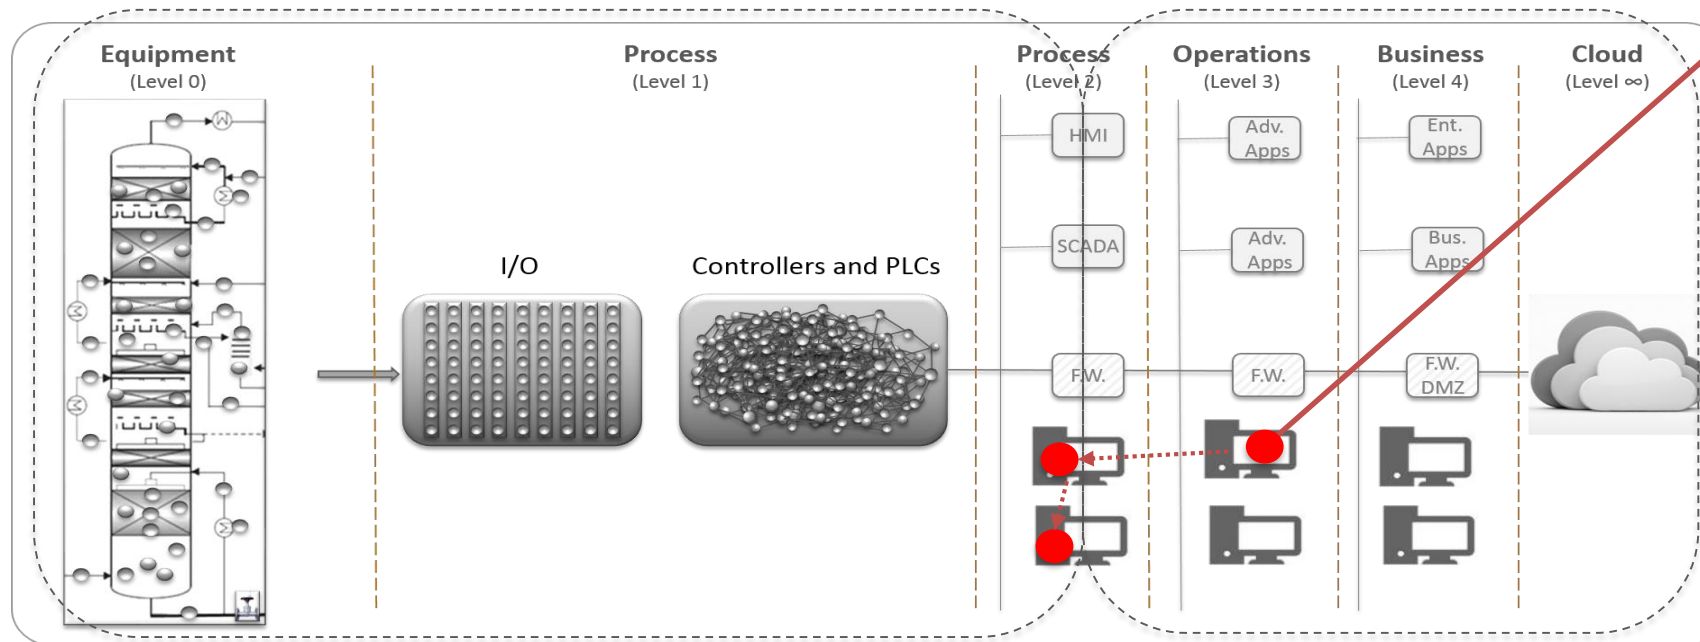 Equipment
(Level 0)
Process
(Level 1)
Process
(Level 2)
Operations
(Level 3)
Business
(Level 4)
Cloud
(Level ∞)
HMI
Adv.
Apps
Ent.
Apps
SCADA
Adv.
Apps
Bus.
Apps
I/O
Controllers and PLCs
F.W.
F.W.
F.W.
DMZ
M
M
M
M
M